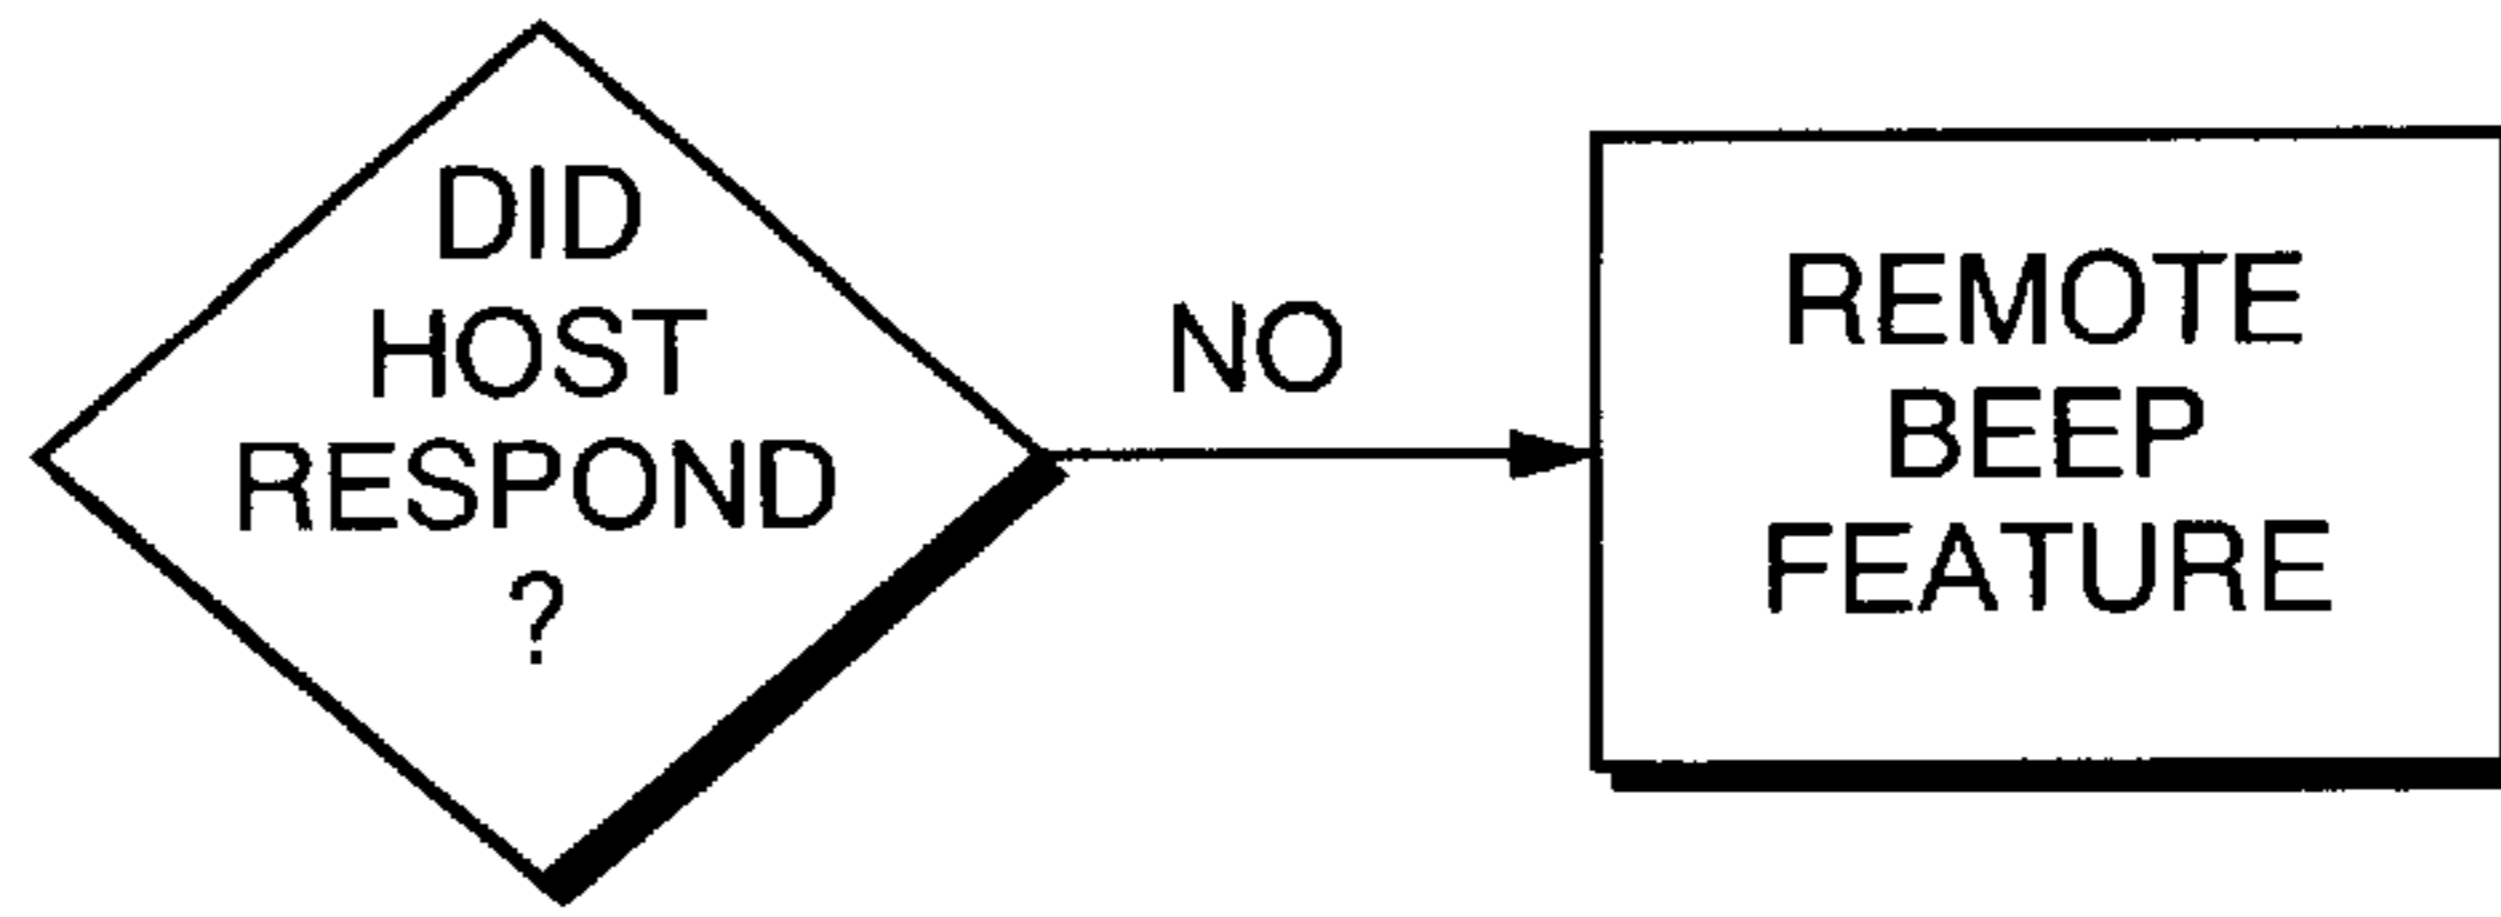 DID
HOST
RESPOND
?
NO
REMOTE
BEEP
FEATURE